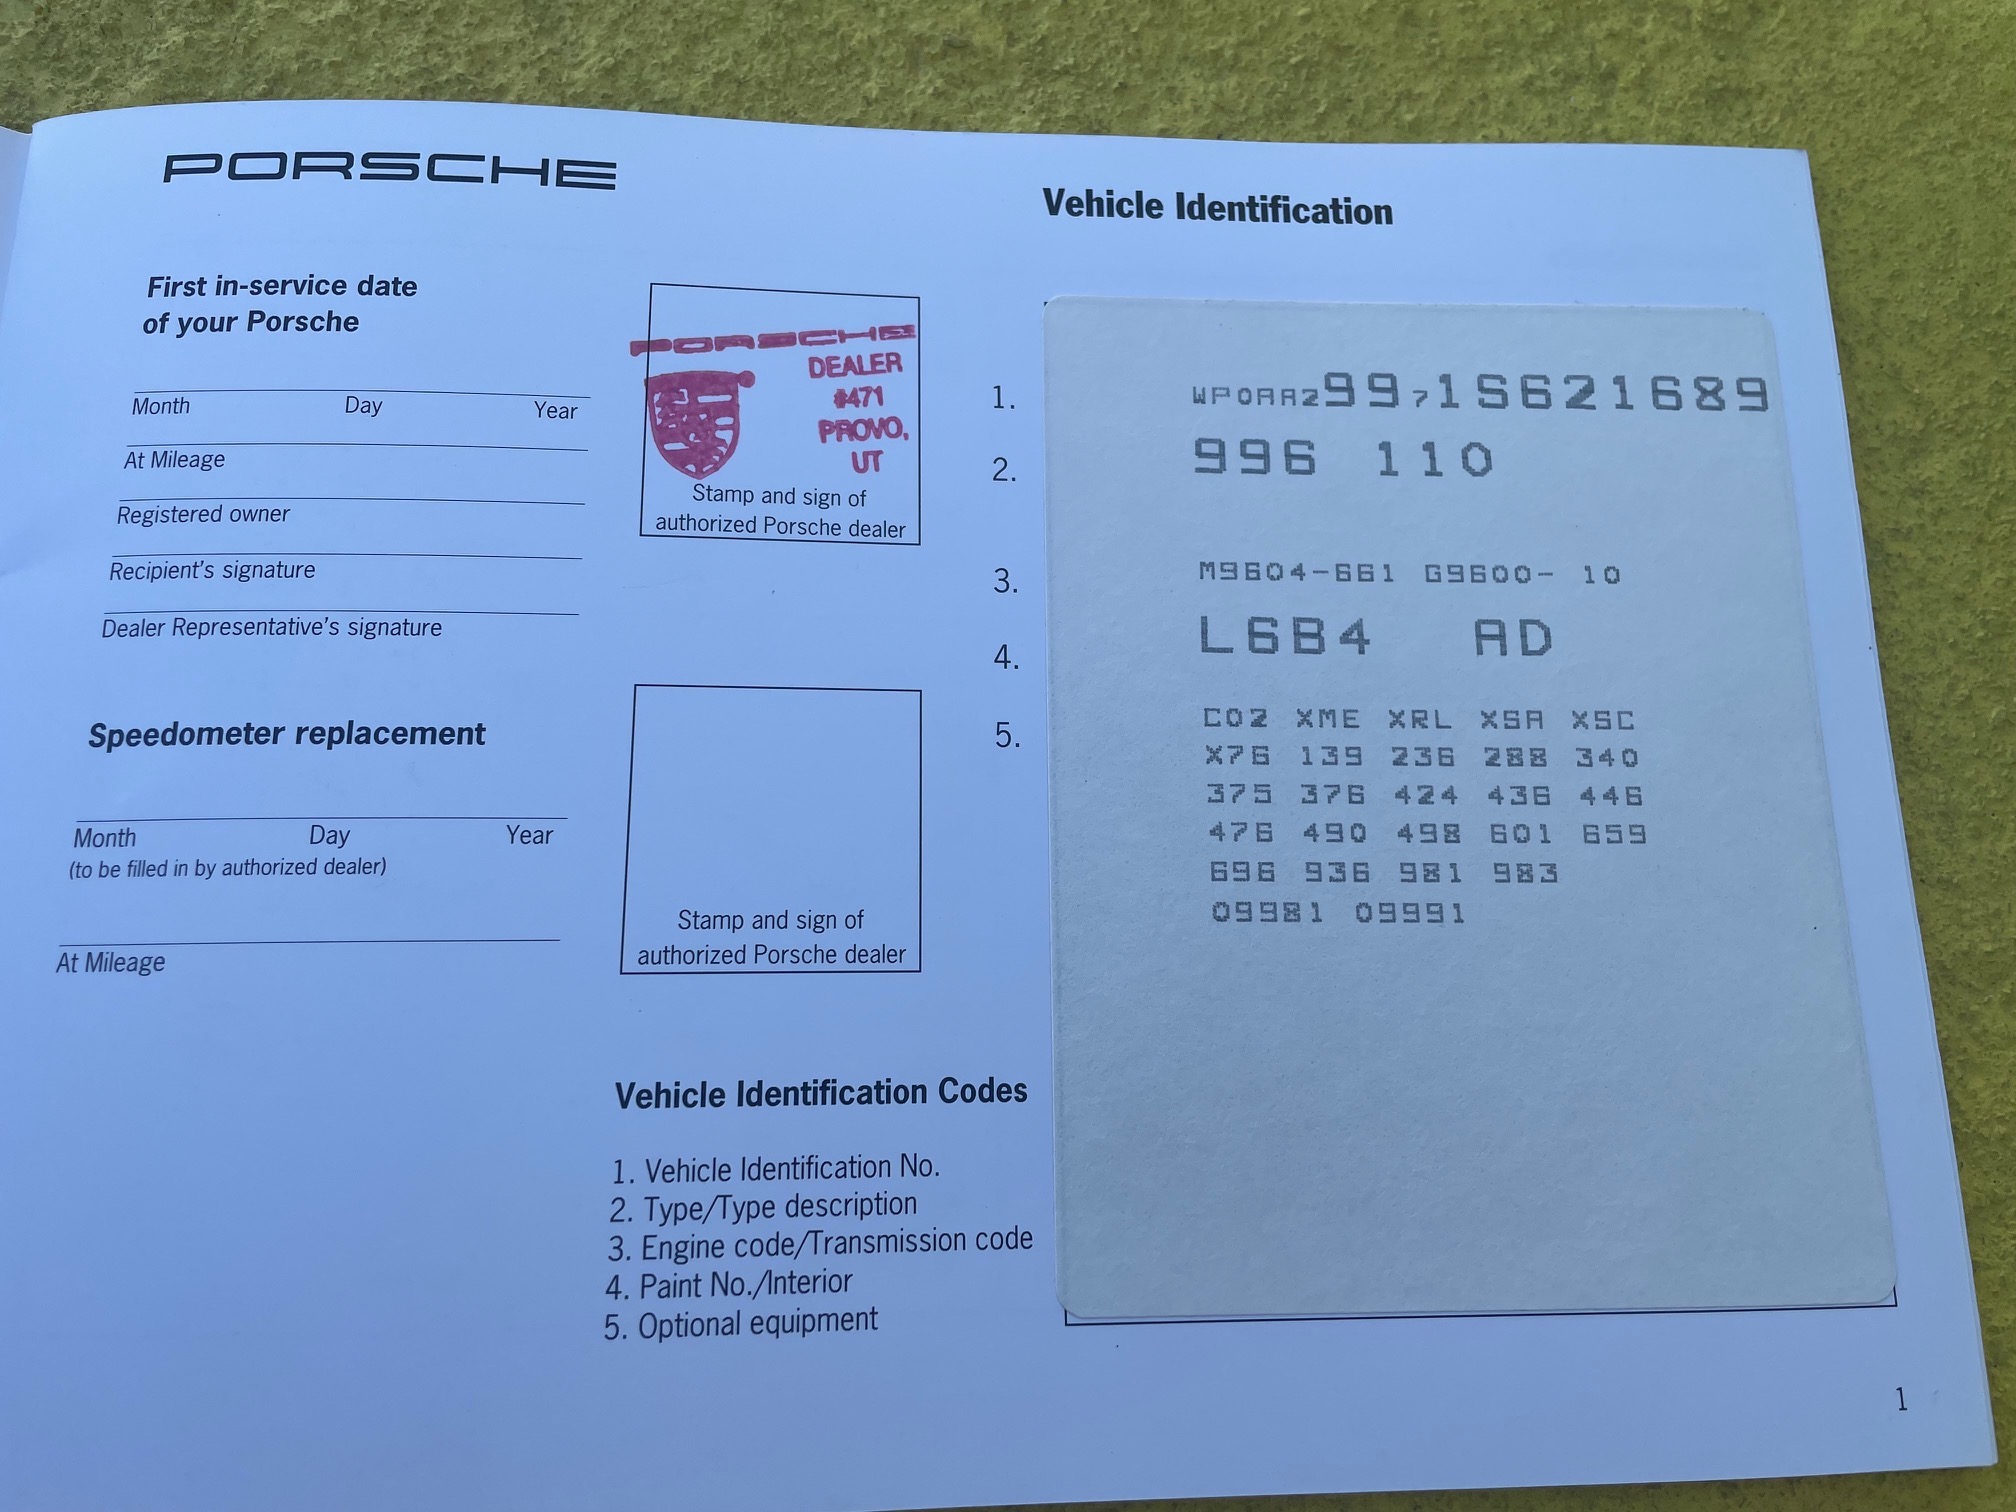 PORSCHE
First in-service date
of your Porsche
Month Day Year
At Mileage
Registered owner
Recipient's signature
Dealer Representative's signature
Speedometer replacement
Month Day Year
(to be filled in by authorized dealer)
At Mileage
PORSCHE
DEALER
#471
PROVO,
UT
Stamp and sign of
authorized Porsche dealer
Stamp and sign of
authorized Porsche dealer
Vehicle Identification Codes
1. Vehicle Identification No.
2. Type/Type description
3. Engine code/Transmission code
4. Paint No./Interior
5. Optional equipment
Vehicle Identification
1. WP0AA29971S621689
2. 996 110
3. M9604-661 G9600- 10
4. L6B4 AD
5. C02 XME XRL XSA XSC
X76 139 236 288 340
375 376 424 436 446
476 490 498 601 659
696 936 981 983
09981 09991
1